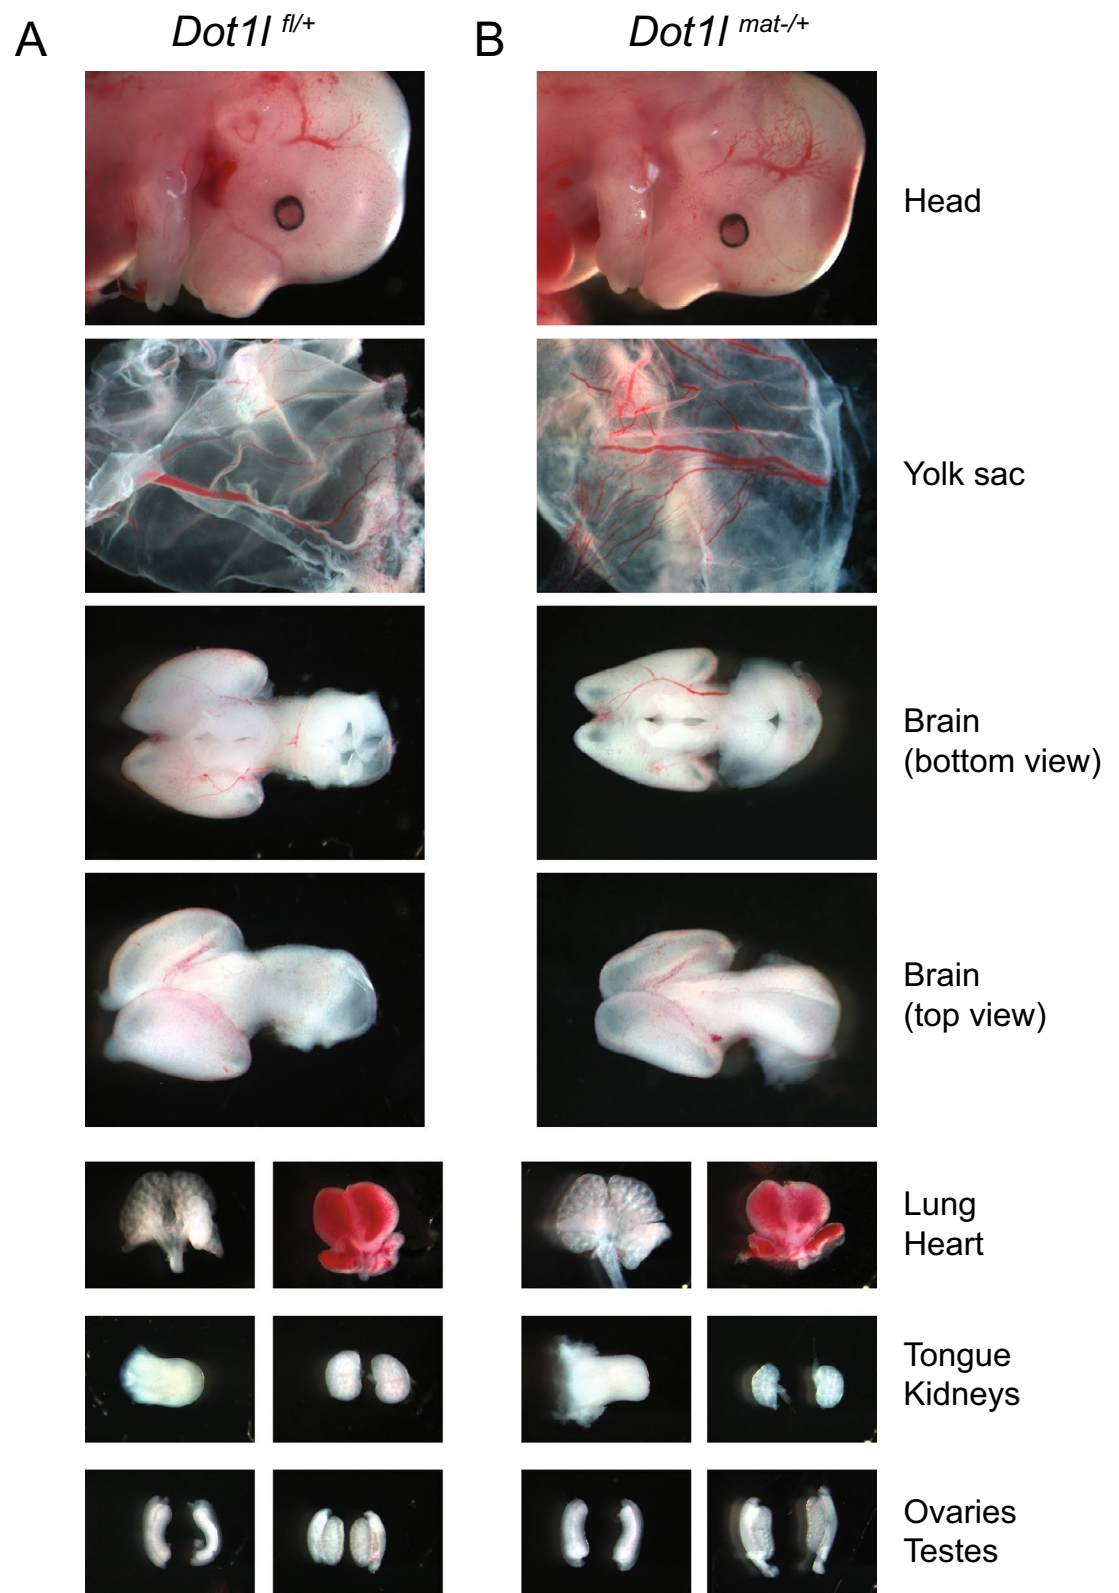 A
Dot1l fl/+
B
Dot1l mat-/+
Head
Yolk sac
Brain
(bottom view)
Brain
(top view)
Lung
Heart
Tongue
Kidneys
Ovaries
Testes